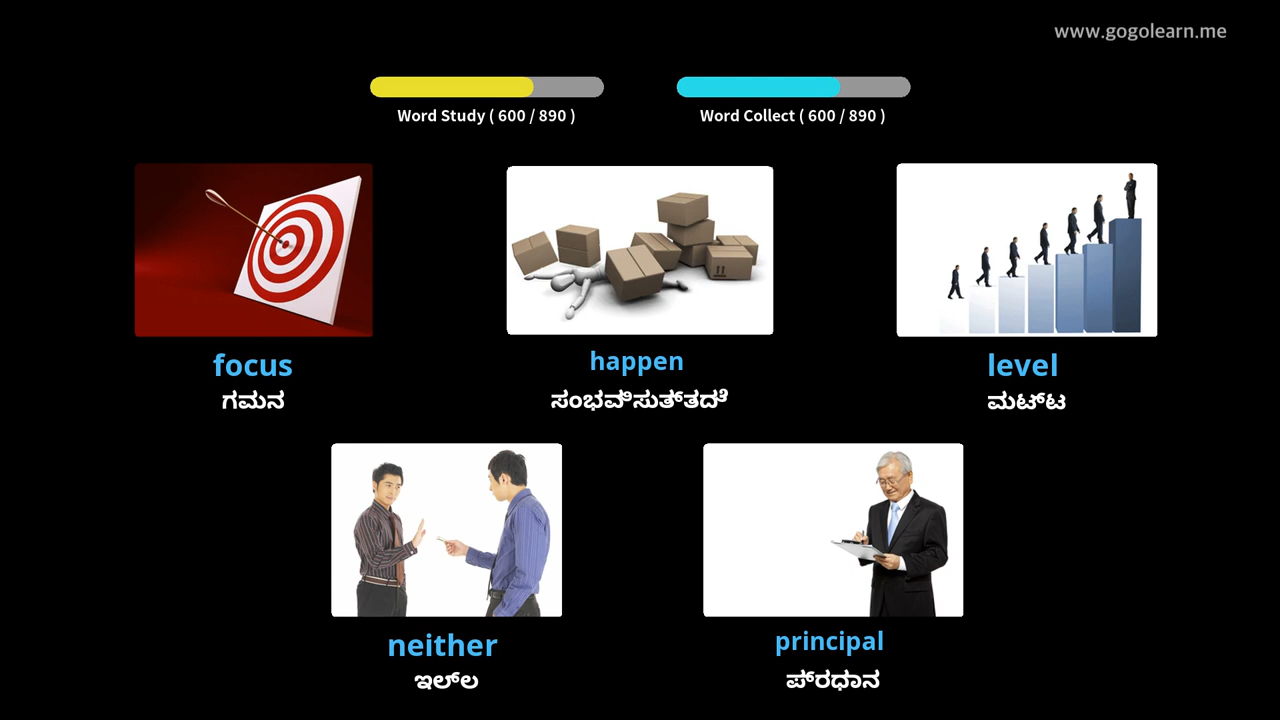 www.gogolearn.me
Word Study ( 600 / 890 )
Word Collect ( 600 / 890 )
focus
ಗಮನ
happen
ಸಂಭವಿಸುತ್ತದೆ
level
ಮಟ್ಟ
neither
ಇಲ್ಲ
principal
ಪ್ರಧಾನ